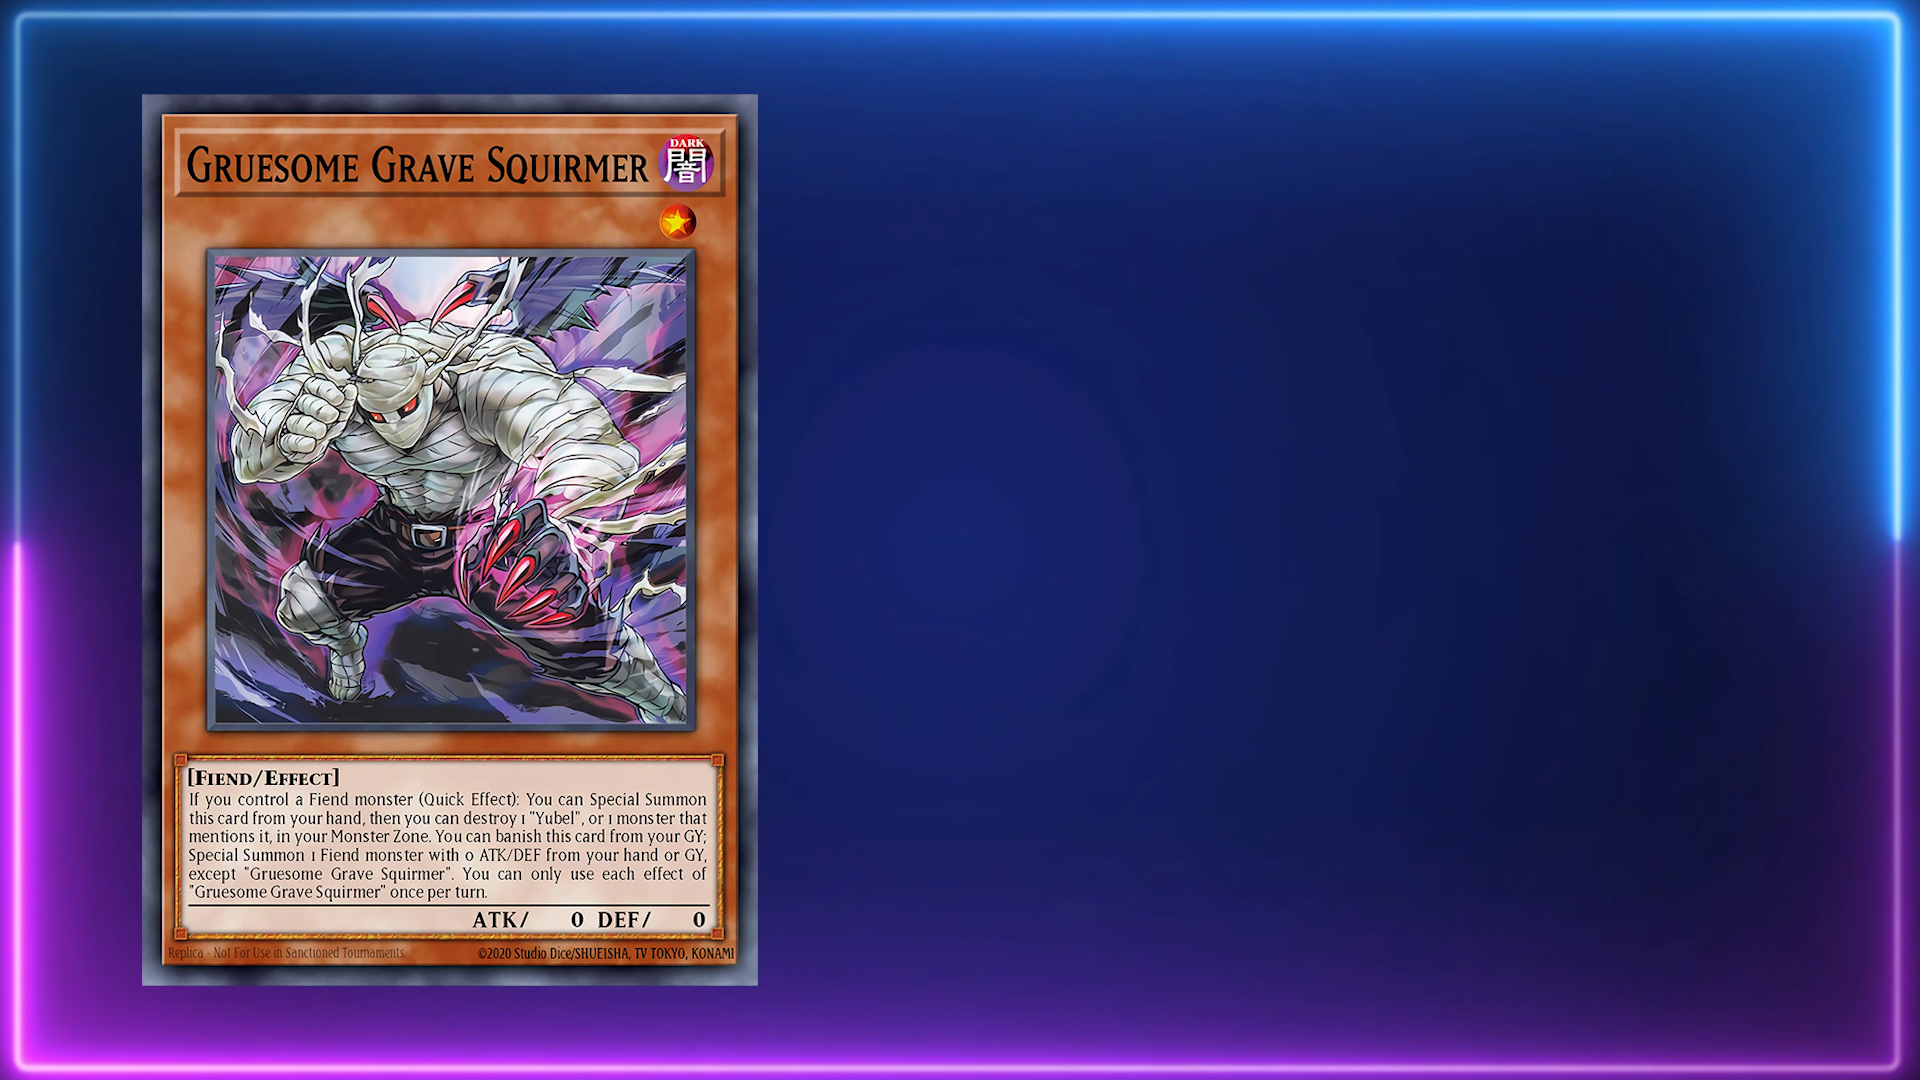 GRUESOME GRAVE SQUIRMER
DARK
闇
[FIEND/EFFECT]
If you control a Fiend monster (Quick Effect): You can Special Summon
this card from your hand, then you can destroy 1 "Yubel", or 1 monster that
mentions it, in your Monster Zone. You can banish this card from your GY;
Special Summon 1 Fiend monster with 0 ATK/DEF from your hand or GY,
except "Gruesome Grave Squirmer". You can only use each effect of
"Gruesome Grave Squirmer" once per turn.
ATK/ 0 DEF/ 0
Replica - Not For Use in Sanctioned Tournaments
©2020 Studio Dice/SHUEISHA, TV TOKYO, KONAMI